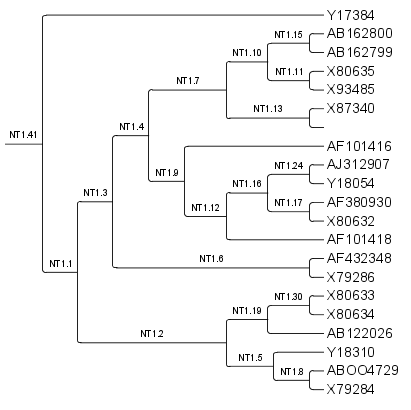 Y17384
NT1.15
AB162800
NT1.10
AB162799
NT1.11
X80635
NT1.7
X93485
NT1.13
X87340
NT1.4
NT1.41
AF101416
NT1.9
NT1.24
AJ312907
NT1.16
Y18054
NT1.3
NT1.17
AF380930
NT1.12
X80632
AF101418
NT1.6
AF432348
NT1.1
X79286
NT1.30
X80633
NT1.19
X80634
NT1.2
AB122026
Y18310
NT1.5
NT1.8
ABOO4729
X79284